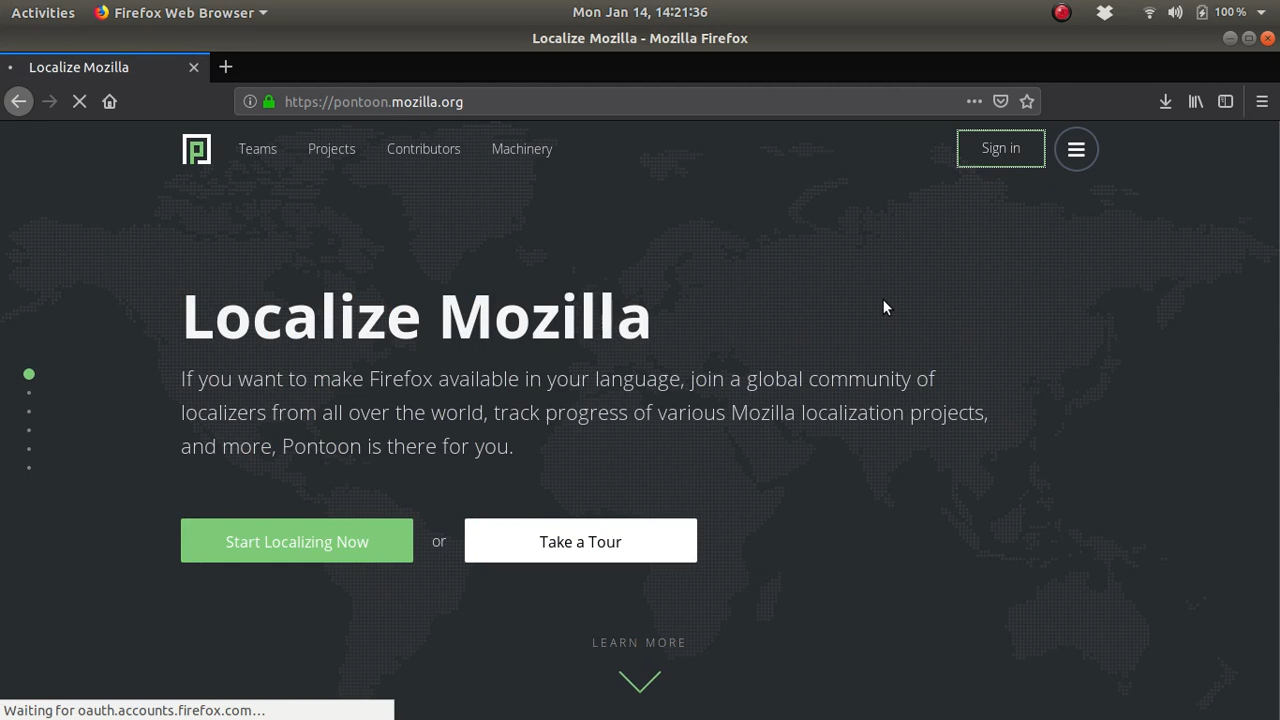 Activities Firefox Web Browser Mon Jan 14, 14:21:36 100 %
Localize Mozilla - Mozilla Firefox
Localize Mozilla
https://pontoon.mozilla.org
Teams Projects Contributors Machinery Sign in
Localize Mozilla
If you want to make Firefox available in your language, join a global community of
localizers from all over the world, track progress of various Mozilla localization projects,
and more, Pontoon is there for you.
Start Localizing Now or Take a Tour
LEARN MORE
Waiting for oauth.accounts.firefox.com…